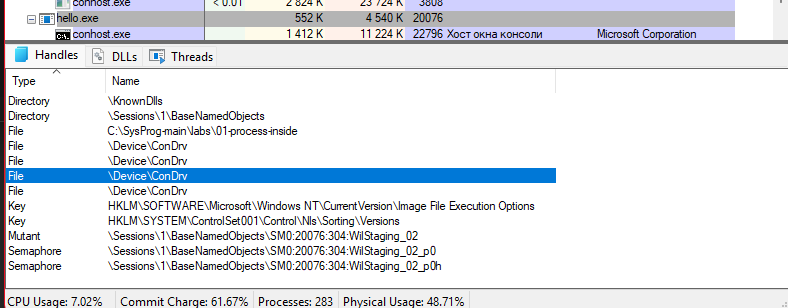 conhost.exe < 0.01 2 824 K 23 724 K 3808
hello.exe 552 K 4 540 K 20076
conhost.exe 1 412 K 11 224 K 22796 Хост окна консоли Microsoft Corporation
Handles DLLs Threads
Type Name
Directory \KnownDlls
Directory \Sessions\1\BaseNamedObjects
File C:\SysProg-main\labs\01-process-inside
File \Device\ConDrv
File \Device\ConDrv
File \Device\ConDrv
File \Device\ConDrv
Key HKLM\SOFTWARE\Microsoft\Windows NT\CurrentVersion\Image File Execution Options
Key HKLM\SYSTEM\ControlSet001\Control\Nls\Sorting\Versions
Mutant \Sessions\1\BaseNamedObjects\SM0:20076:304:WilStaging_02
Semaphore \Sessions\1\BaseNamedObjects\SM0:20076:304:WilStaging_02_p0
Semaphore \Sessions\1\BaseNamedObjects\SM0:20076:304:WilStaging_02_p0h
CPU Usage: 7.02% Commit Charge: 61.67% Processes: 283 Physical Usage: 48.71%